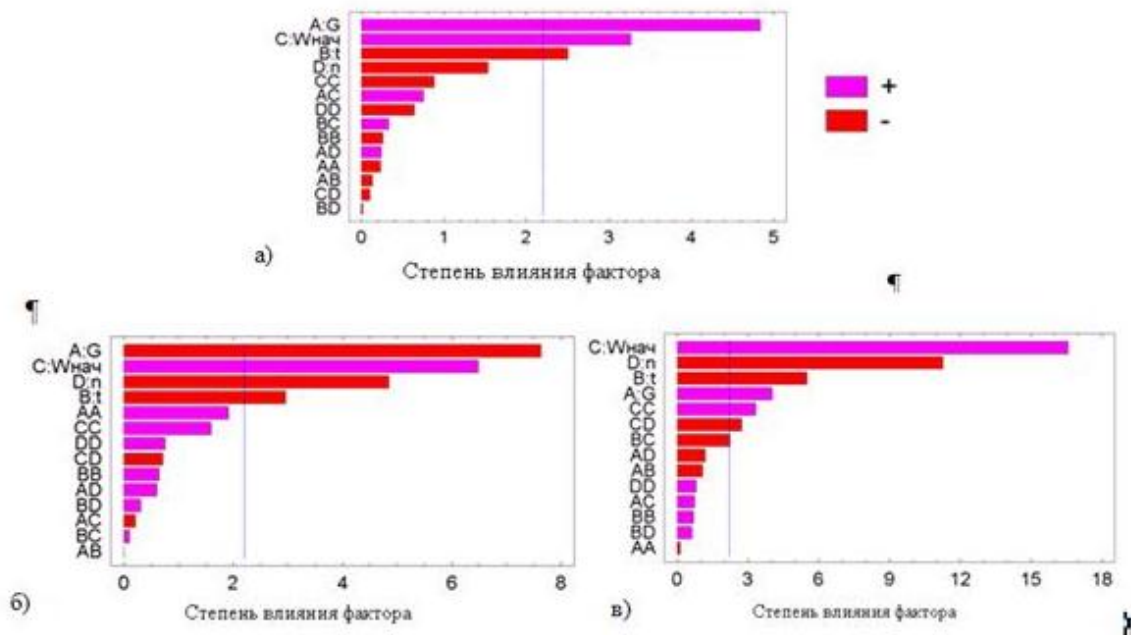 A:G
C:Wнач
B:t
D:n
CC
AC
DD
BC
BB
AD
AA
AB
CD
BD
+
-
0 1 2 3 4 5
а)
Степень влияния фактора
¶
¶
A:G
C:Wнач
D:n
B:t
AA
CC
DD
CD
BB
AD
BD
AC
BC
AB
0 2 4 6 8
б)
Степень влияния фактора
C:Wнач
D:n
B:t
A:G
CC
CD
BC
AD
AB
DD
AC
BB
BD
AA
0 3 6 9 12 15 18
в)
Степень влияния фактора